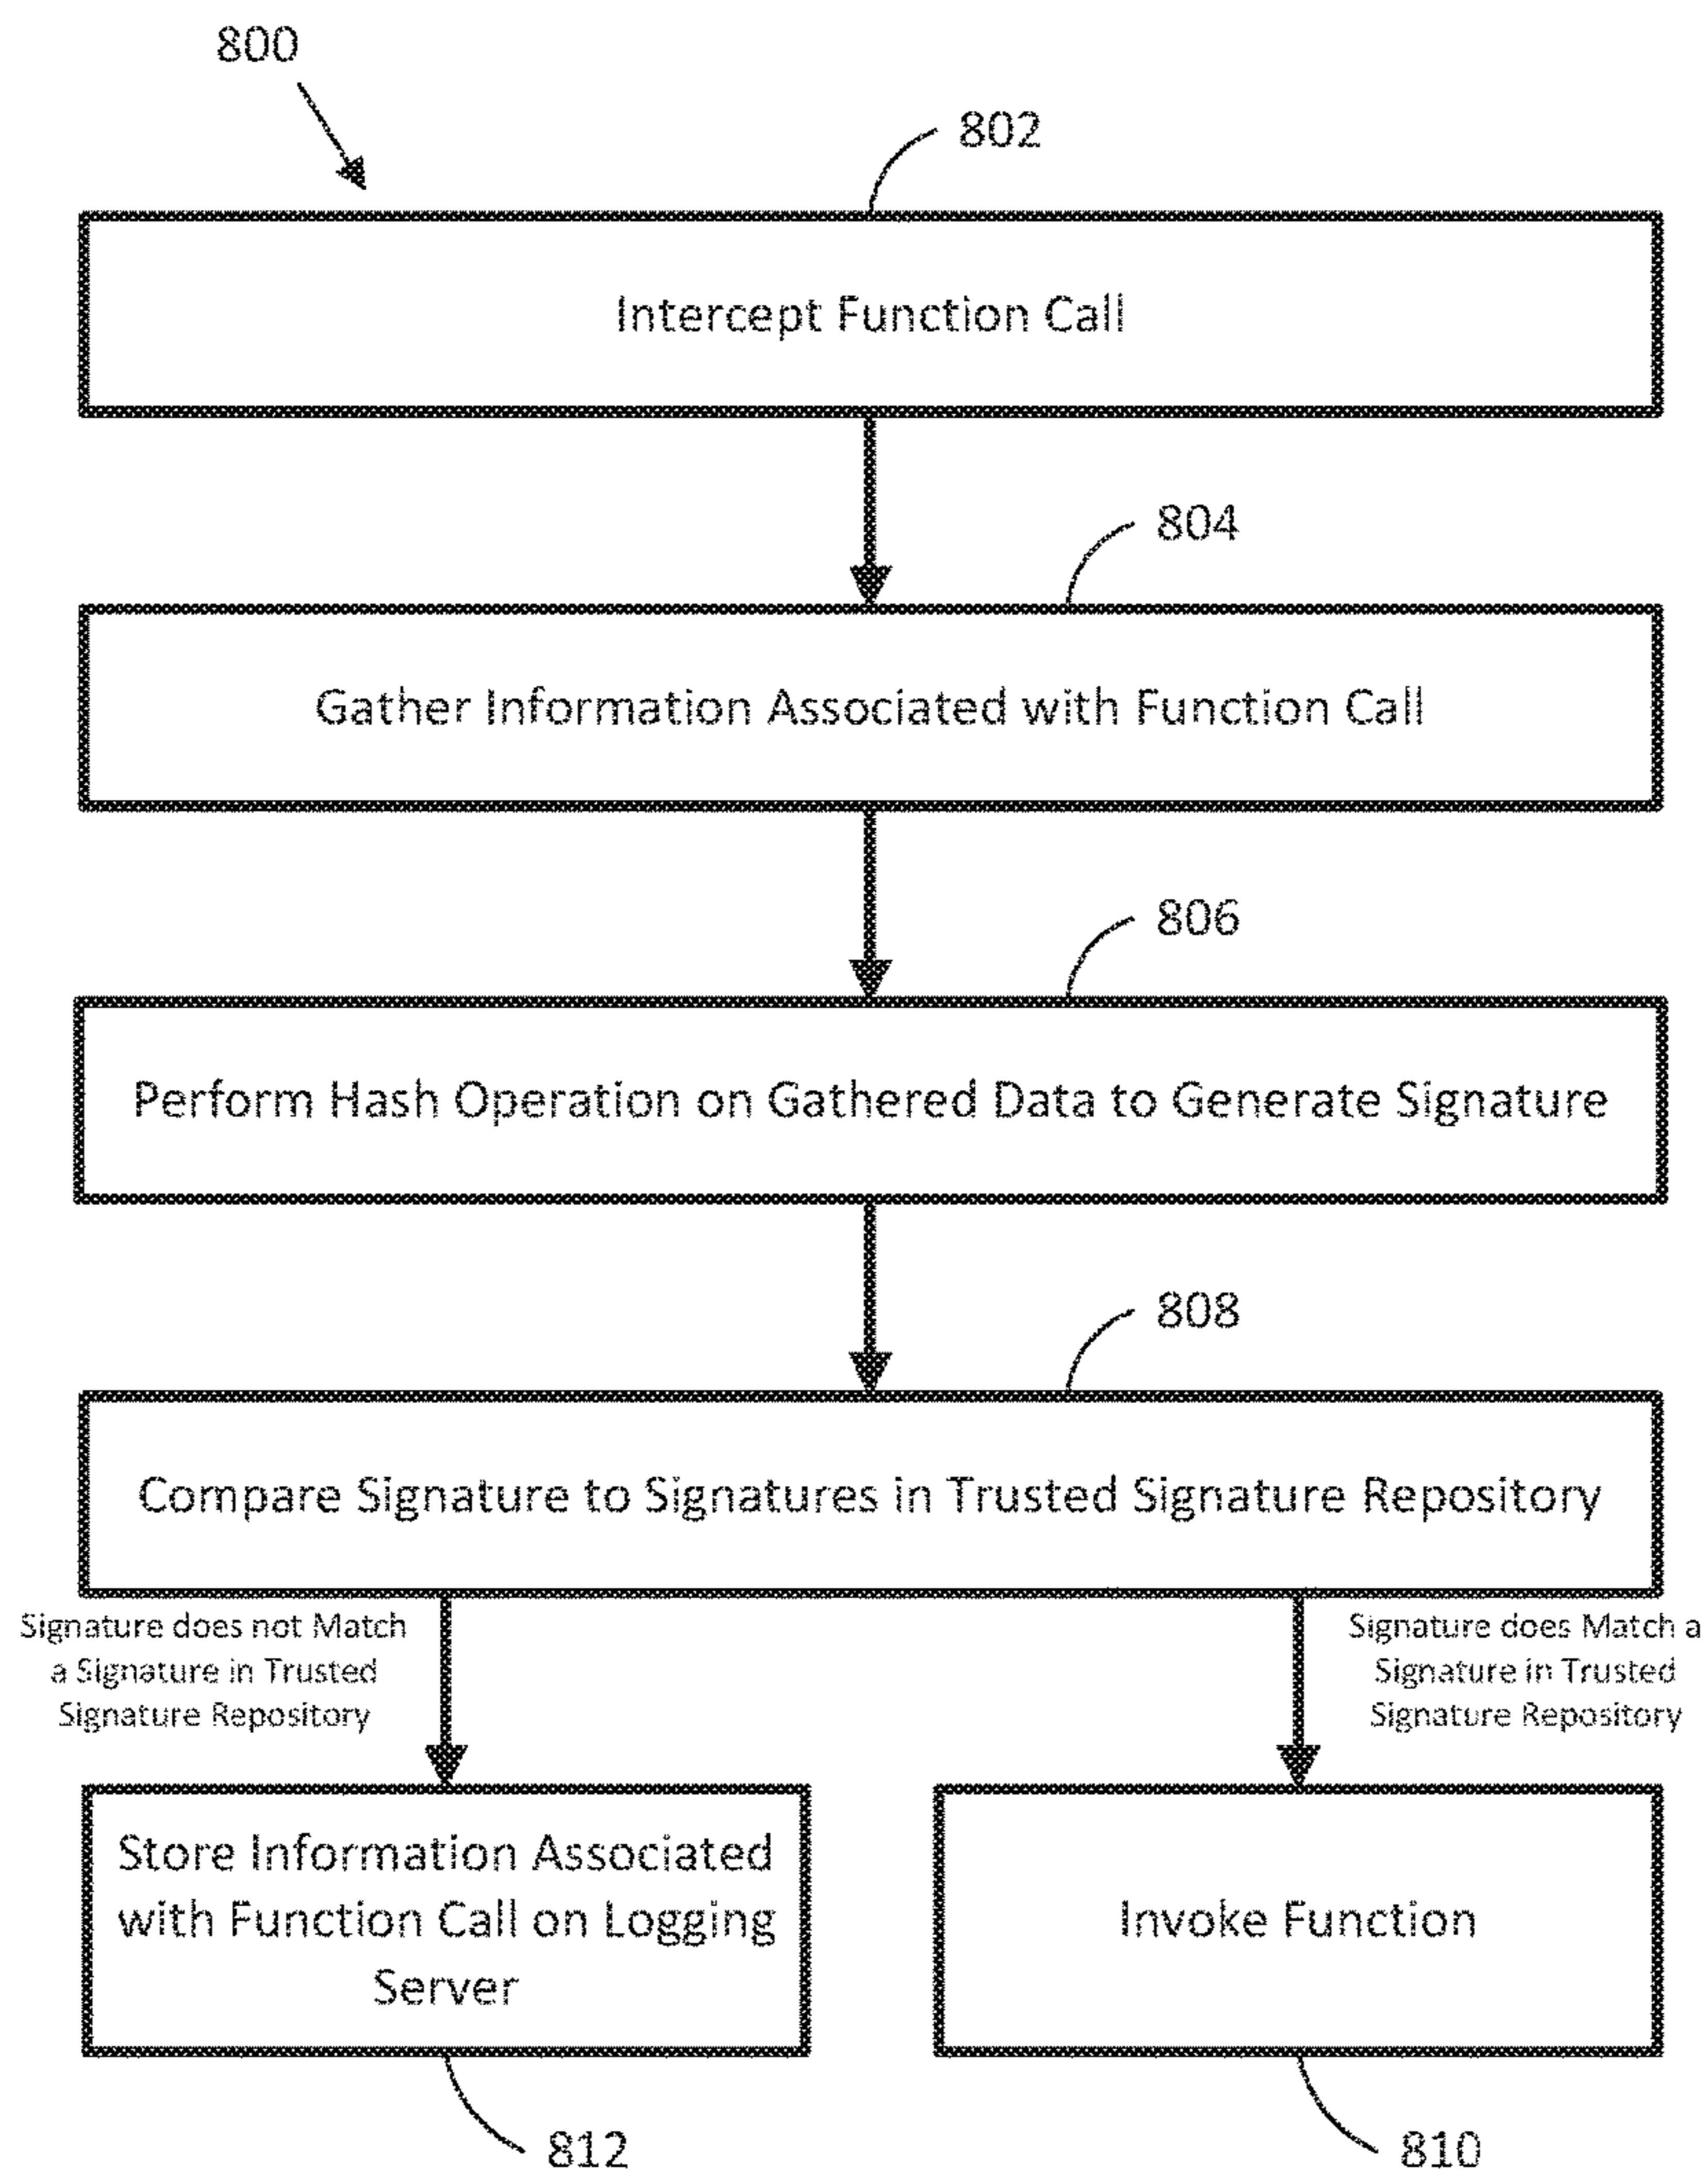 800
802
Intercept Function Call
804
Gather Information Associated with Function Call
806
Perform Hash Operation on Gathered Data to Generate Signature
808
Compare Signature to Signatures in Trusted Signature Repository
Signature does not Match
a Signature in Trusted
Signature Repository
Signature does Match a
Signature in Trusted
Signature Repository
Store Information Associated
with Function Call on Logging
Server
Invoke Function
812
810